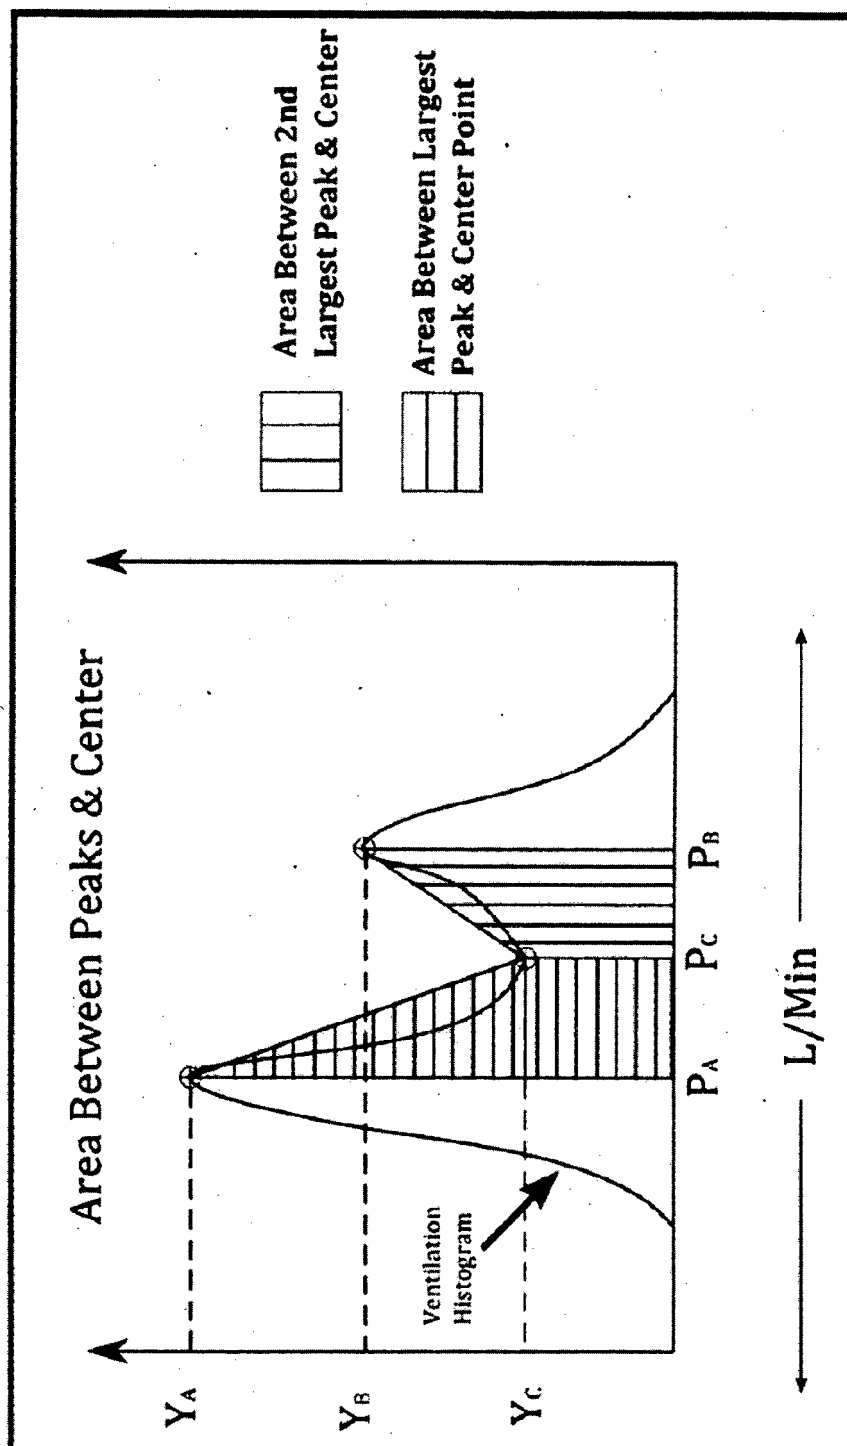 Area Between Peaks & Center
Area Between 2nd
Largest Peak & Center
Area Between Largest
Peak & Center Point
YA
YB
YC
Ventilation
Histogram
PA
PC
PB
L/Min